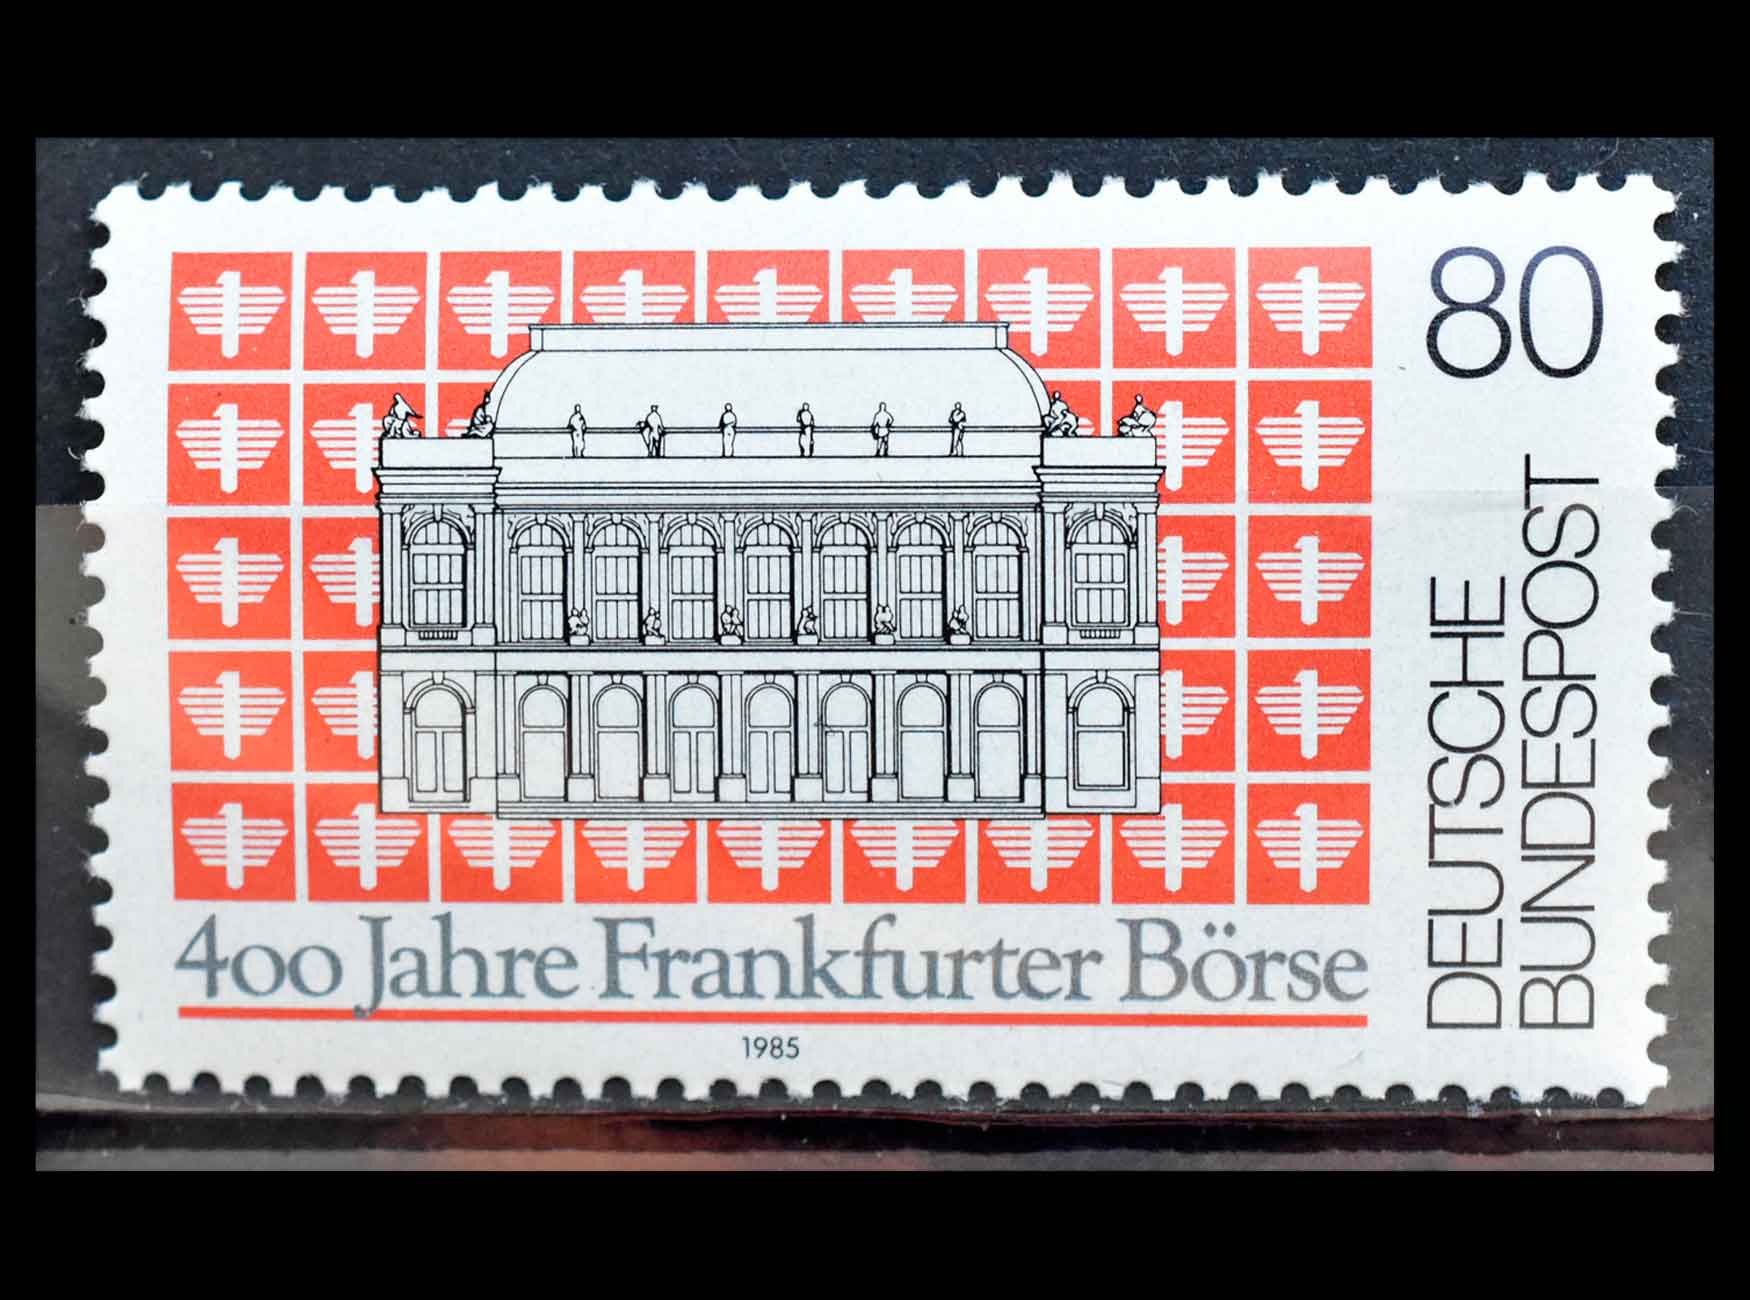 80
DEUTSCHE
BUNDESPOST
400 Jahre Frankfurter Börse
1985